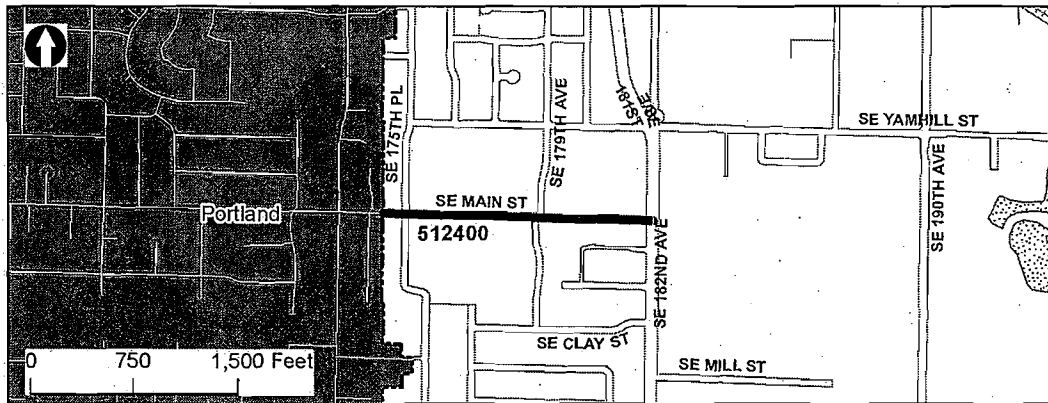 SE 175TH PL
SE 179TH AVE
181ST
SE YAMHILL ST
SE 190TH AVE
SE MAIN ST
Portland
512400
SE 182ND AVE
SE CLAY ST
SE MILL ST
0 750 1,500 Feet